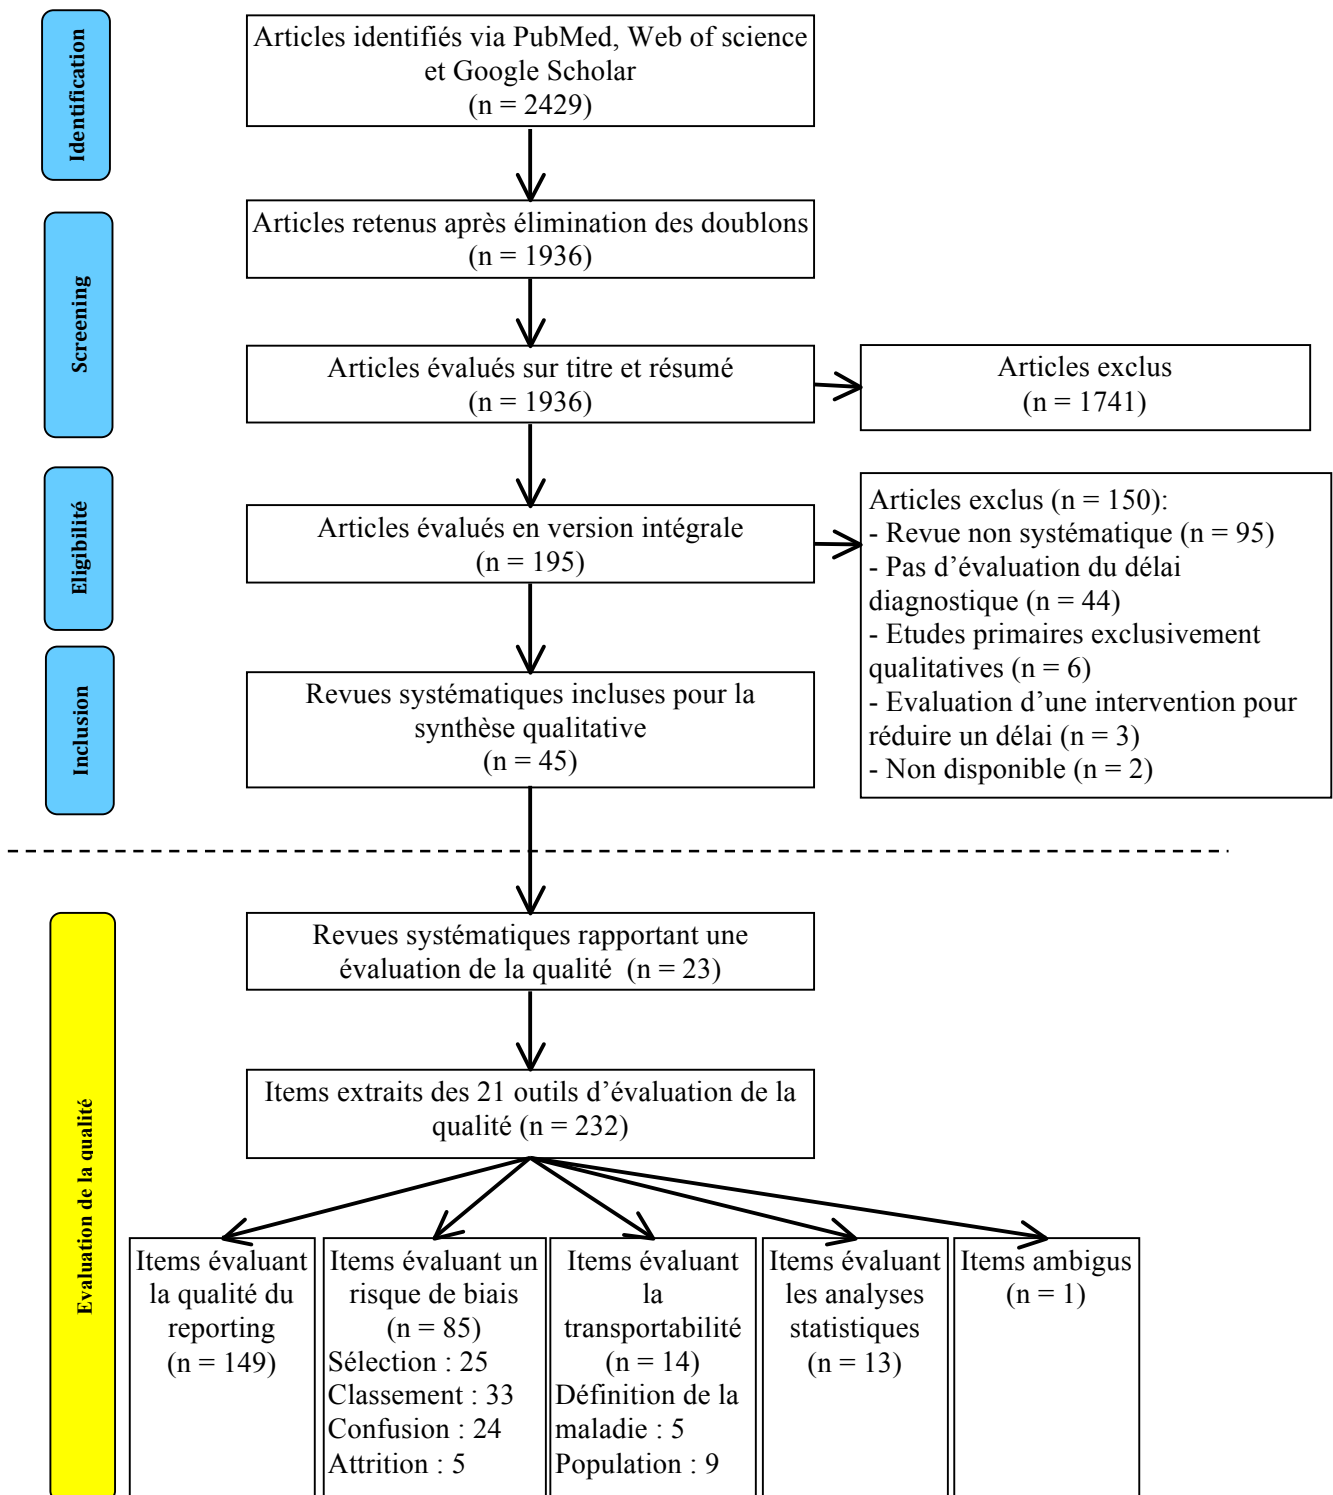 Identification
Articles identifiés via PubMed, Web of science
et Google Scholar
(n = 2429)
Screening
Articles retenus après élimination des doublons
(n = 1936)
Articles évalués sur titre et résumé
(n = 1936)
Articles exclus
(n = 1741)
Eligibilité
Articles évalués en version intégrale
(n = 195)
Articles exclus (n = 150):
- Revue non systématique (n = 95)
- Pas d’évaluation du délai
diagnostique (n = 44)
- Etudes primaires exclusivement
qualitatives (n = 6)
- Evaluation d’une intervention pour
réduire un délai (n = 3)
- Non disponible (n = 2)
Inclusion
Revues systématiques incluses pour la
synthèse qualitative
(n = 45)
Evaluation de la qualité
Revues systématiques rapportant une
évaluation de la qualité  (n = 23)
Items extraits des 21 outils d’évaluation de la
qualité (n = 232)
Items évaluant
la qualité du
reporting
(n = 149)
Items évaluant un
risque de biais
(n = 85)
Sélection : 25
Classement : 33
Confusion : 24
Attrition : 5
Items évaluant
la
transportabilité
(n = 14)
Définition de la
maladie : 5
Population : 9
Items évaluant
les analyses
statistiques
(n = 13)
Items ambigus
(n = 1)